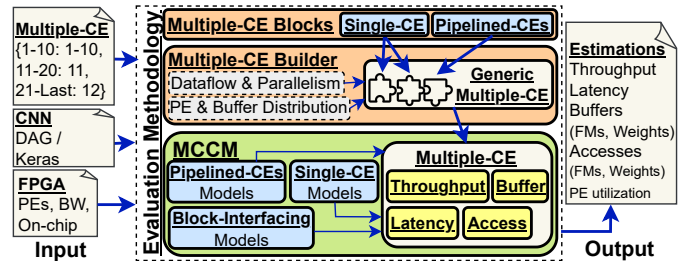 Multiple-CE
{1-10: 1-10,
11-20: 11,
21-Last: 12}
CNN
DAG /
Keras
FPGA
PEs, BW,
On-chip
Input
Evaluation Methodology
Multiple-CE Blocks
Single-CE
Pipelined-CEs
Multiple-CE Builder
Dataflow & Parallelism
PE & Buffer Distribution
Generic
Multiple-CE
MCCM
Pipelined-CEs
Models
Single-CE
Models
Block-Interfacing
Models
Multiple-CE
Throughput
Buffer
Latency
Access
Estimations
Throughput
Latency
Buffers
(FMs, Weights)
Accesses
(FMs, Weights)
PE utilization
Output